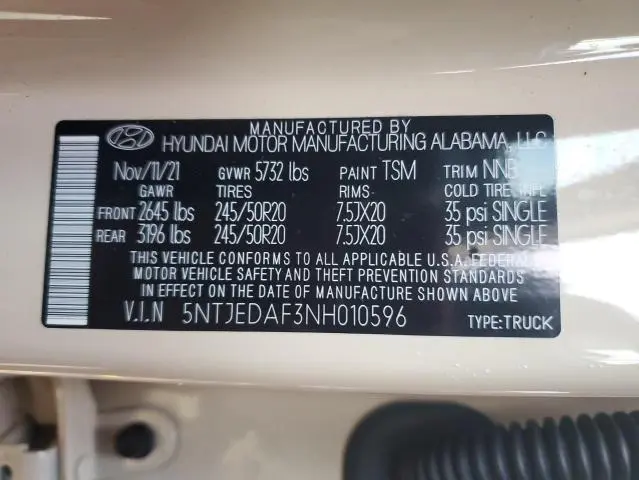 MANUFACTURED BY
HYUNDAI MOTOR MANUFACTURING ALABAMA, LLC
Nov/11/21 GVWR 5732 lbs PAINT TSM TRIM NNB
GAWR TIRES RIMS COLD TIRE INFL
FRONT 2645 lbs 245/50R20 7.5JX20 35 psi SINGLE
REAR 3196 lbs 245/50R20 7.5JX20 35 psi SINGLE
THIS VEHICLE CONFORMS TO ALL APPLICABLE U.S.A. FEDERAL
MOTOR VEHICLE SAFETY AND THEFT PREVENTION STANDARDS
IN EFFECT ON THE DATE OF MANUFACTURE SHOWN ABOVE
V.I.N 5NTJEDAF3NH010596 TYPE:TRUCK